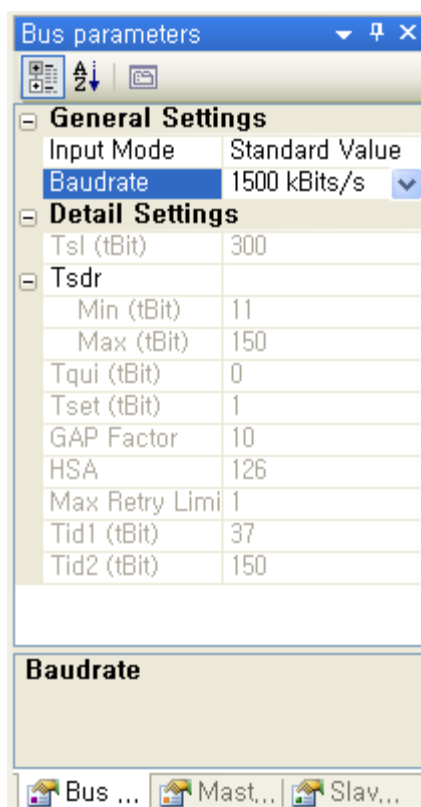 Bus parameters
General Settings
Input Mode Standard Value
Baudrate 1500 kBits/s
Detail Settings
Tsl (tBit) 300
Tsdr
Min (tBit) 11
Max (tBit) 150
Tqui (tBit) 0
Tset (tBit) 1
GAP Factor 10
HSA 126
Max Retry Limi 1
Tid1 (tBit) 37
Tid2 (tBit) 150
Baudrate
Bus ... Mast... Slav...